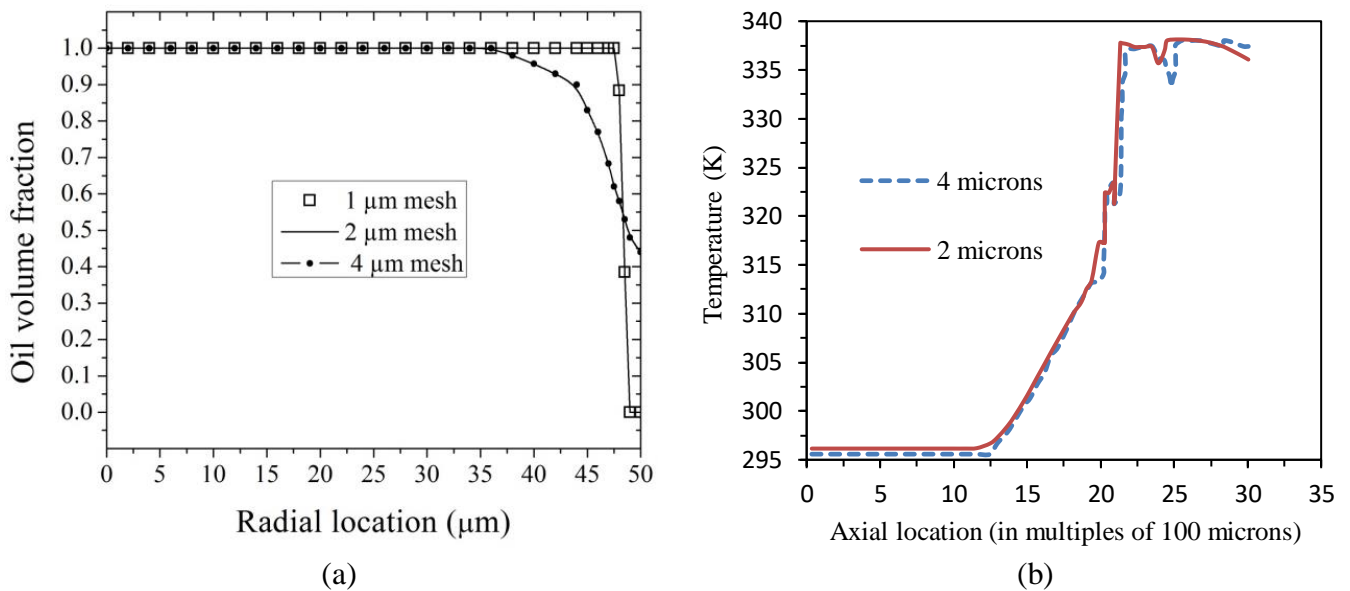 1.0
0.9
0.8
0.7
0.6
0.5
0.4
0.3
0.2
0.1
0.0
Oil volume fraction
1 μm mesh
2 μm mesh
4 μm mesh
0 5 10 15 20 25 30 35 40 45 50
Radial location (μm)
(a)
340
335
330
325
320
315
310
305
300
295
Temperature (K)
4 microns
2 microns
0 5 10 15 20 25 30 35
Axial location (in multiples of 100 microns)
(b)